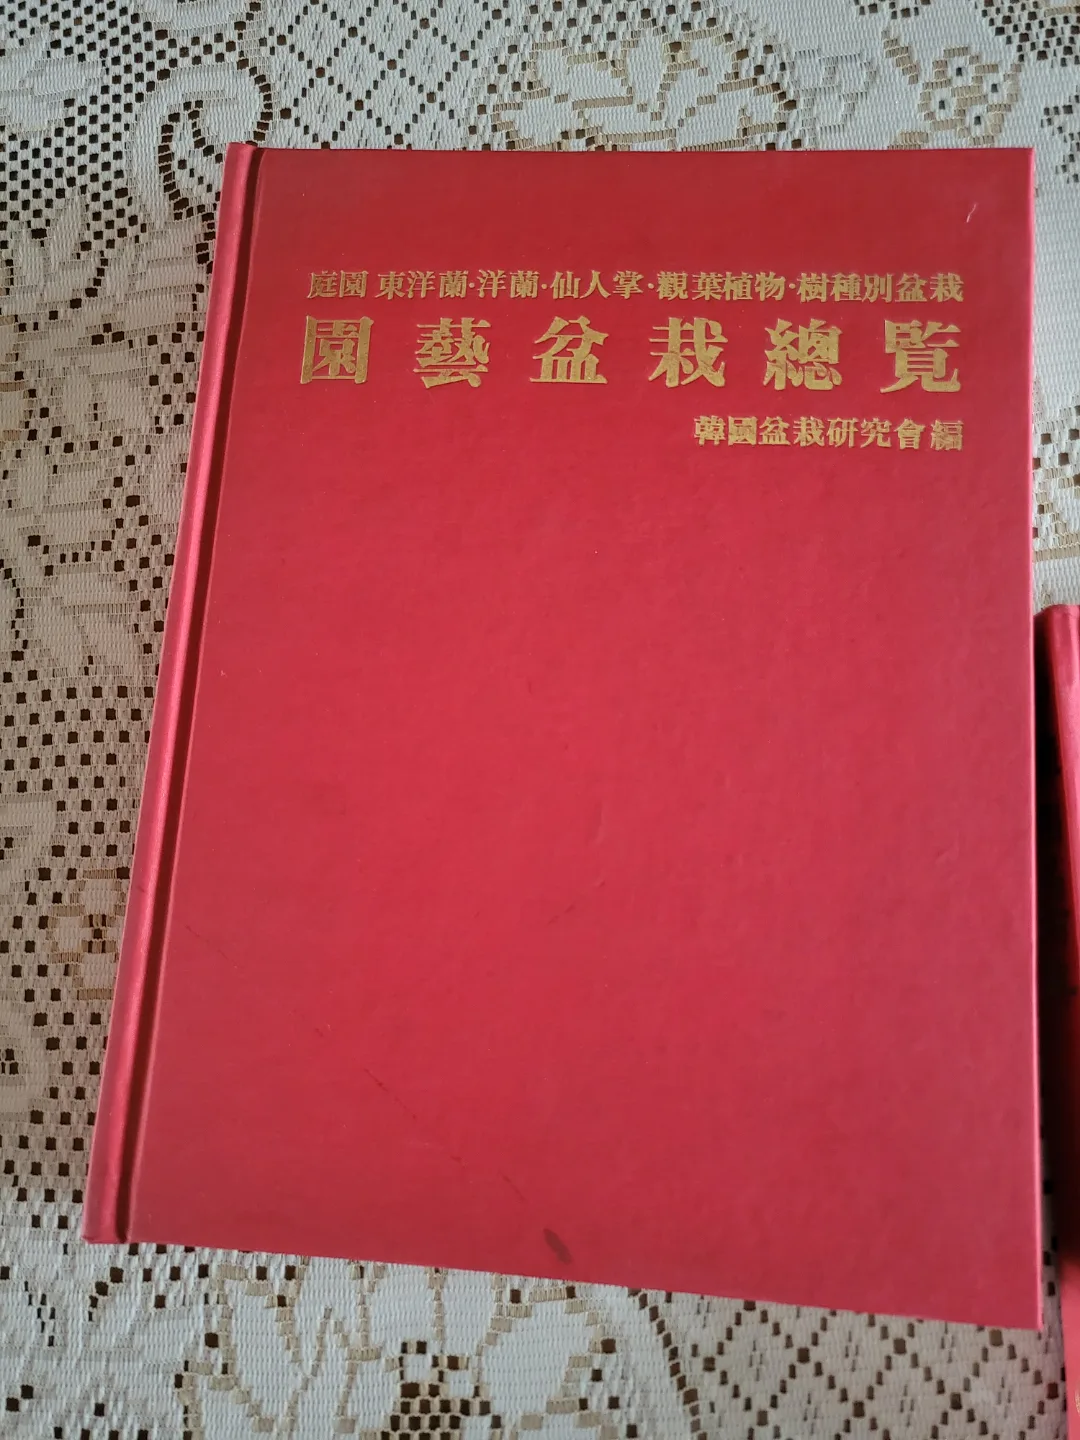 庭園 東洋蘭·洋蘭·仙人掌·觀葉植物·樹種別盆栽
園藝盆栽總覽
韓國盆栽研究會編